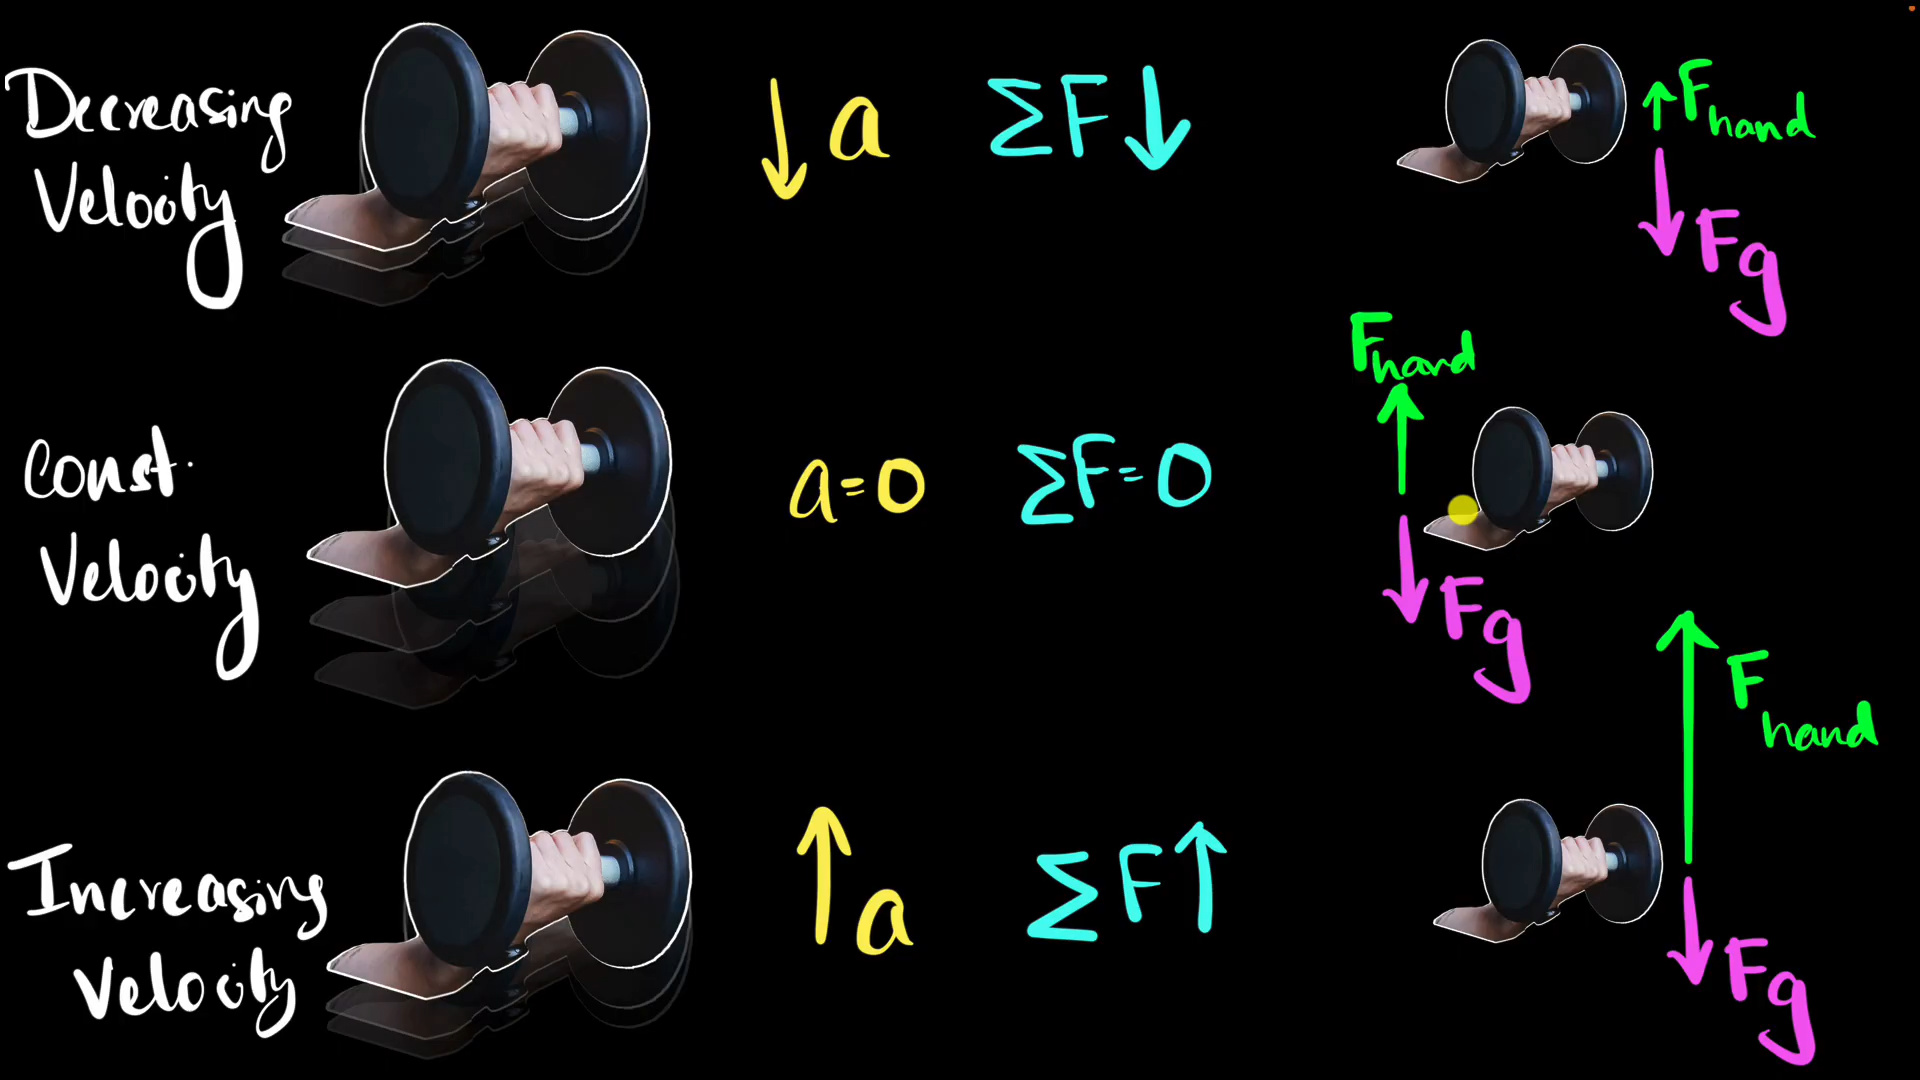 Decreasing
Velocity
↓ a
ΣF ↓
↑ Fhand
↓ Fg
Const.
Velocity
a=0
ΣF=0
Fhand
Fg
Increasing
Velocity
↑ a
ΣF ↑
Fhand
Fg